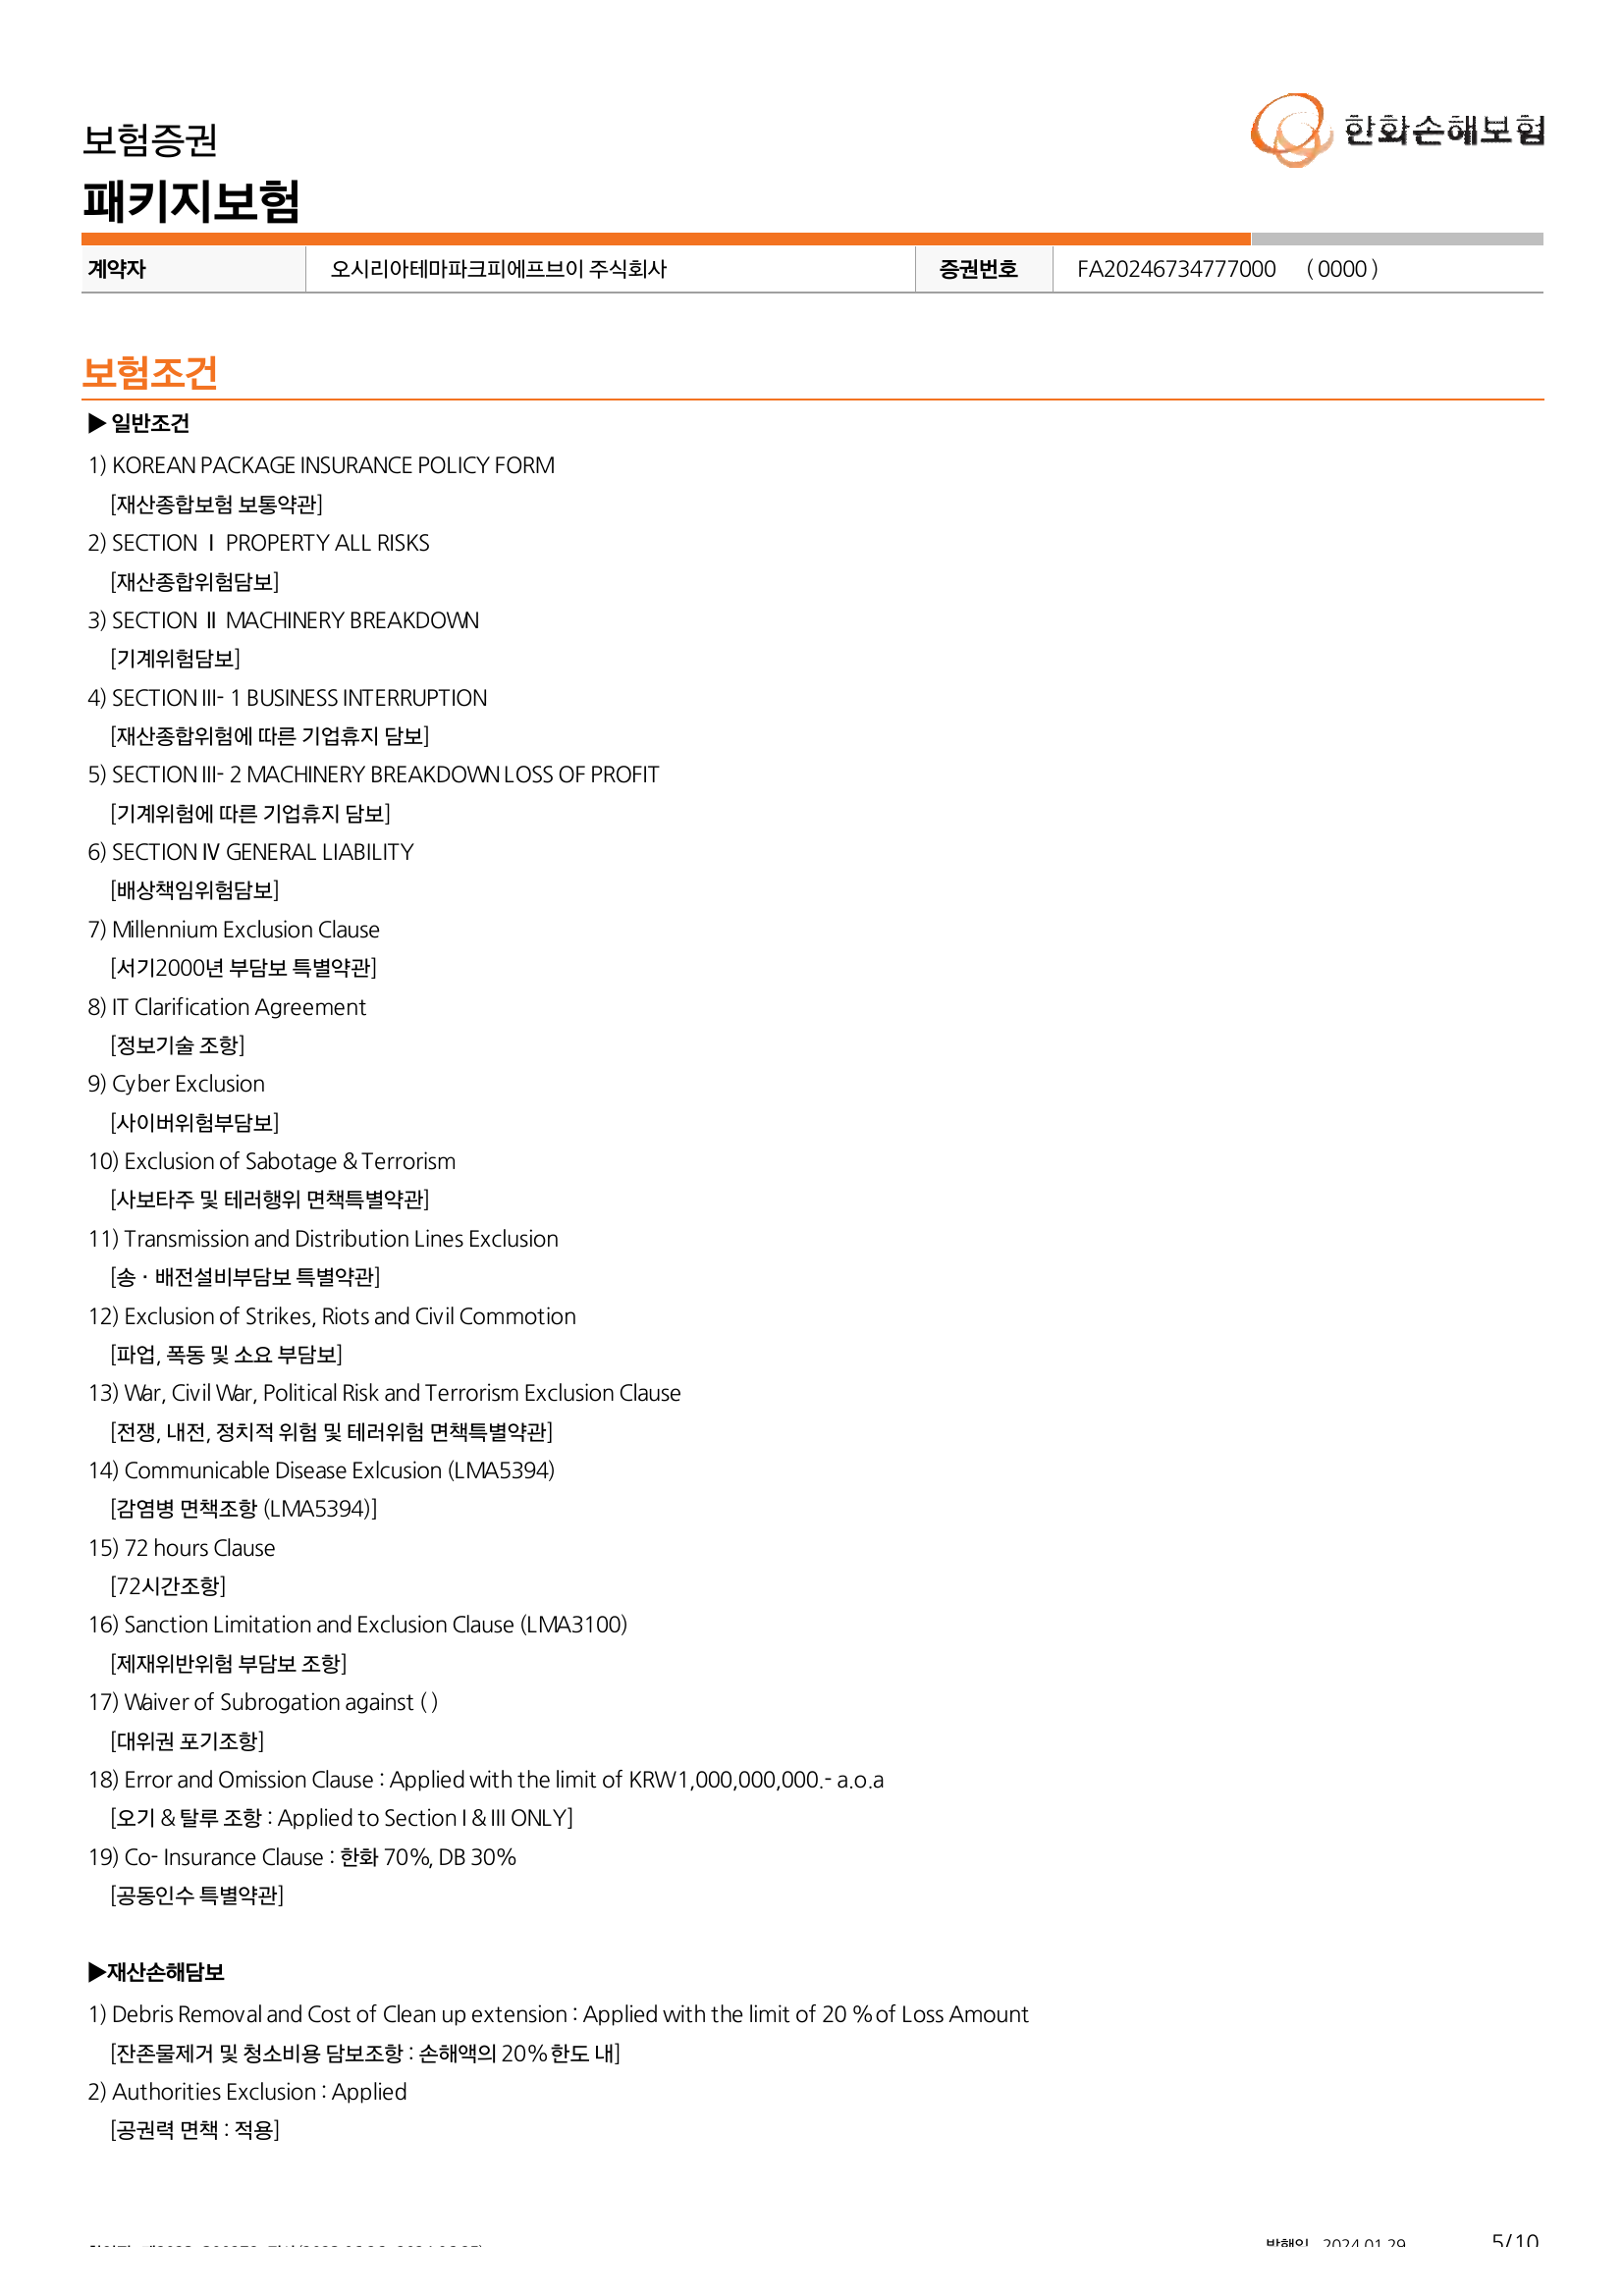 한화손해보험
보험증권
패키지보험
계약자 오시리아테마파크피에프브이 주식회사 증권번호 FA20246734777000 ( 0000 )
보험조건
▶ 일반조건
1) KOREAN PACKAGE INSURANCE POLICY FORM
[재산종합보험 보통약관]
2) SECTION Ⅰ PROPERTY ALL RISKS
[재산종합위험담보]
3) SECTION Ⅱ MACHINERY BREAKDOWN
[기계위험담보]
4) SECTION III- 1 BUSINESS INTERRUPTION
[재산종합위험에 따른 기업휴지 담보]
5) SECTION III- 2 MACHINERY BREAKDOWN LOSS OF PROFIT
[기계위험에 따른 기업휴지 담보]
6) SECTION Ⅳ GENERAL LIABILITY
[배상책임위험담보]
7) Millennium Exclusion Clause
[서기2000년 부담보 특별약관]
8) IT Clarification Agreement
[정보기술 조항]
9) Cyber Exclusion
[사이버위험부담보]
10) Exclusion of Sabotage & Terrorism
[사보타주 및 테러행위 면책특별약관]
11) Transmission and Distribution Lines Exclusion
[송ㆍ배전설비부담보 특별약관]
12) Exclusion of Strikes, Riots and Civil Commotion
[파업, 폭동 및 소요 부담보]
13) War, Civil War, Political Risk and Terrorism Exclusion Clause
[전쟁, 내전, 정치적 위험 및 테러위험 면책특별약관]
14) Communicable Disease Exlcusion (LMA5394)
[감염병 면책조항 (LMA5394)]
15) 72 hours Clause
[72시간조항]
16) Sanction Limitation and Exclusion Clause (LMA3100)
[제재위반위험 부담보 조항]
17) Waiver of Subrogation against ( )
[대위권 포기조항]
18) Error and Omission Clause : Applied with the limit of KRW1,000,000,000.- a.o.a
[오기 & 탈루 조항 : Applied to Section I & III ONLY]
19) Co- Insurance Clause : 한화 70%, DB 30%
[공동인수 특별약관]
▶재산손해담보
1) Debris Removal and Cost of Clean up extension : Applied with the limit of 20 % of Loss Amount
[잔존물제거 및 청소비용 담보조항 : 손해액의 20% 한도 내]
2) Authorities Exclusion : Applied
[공권력 면책 : 적용]
발행일 2024.01.29 5/10